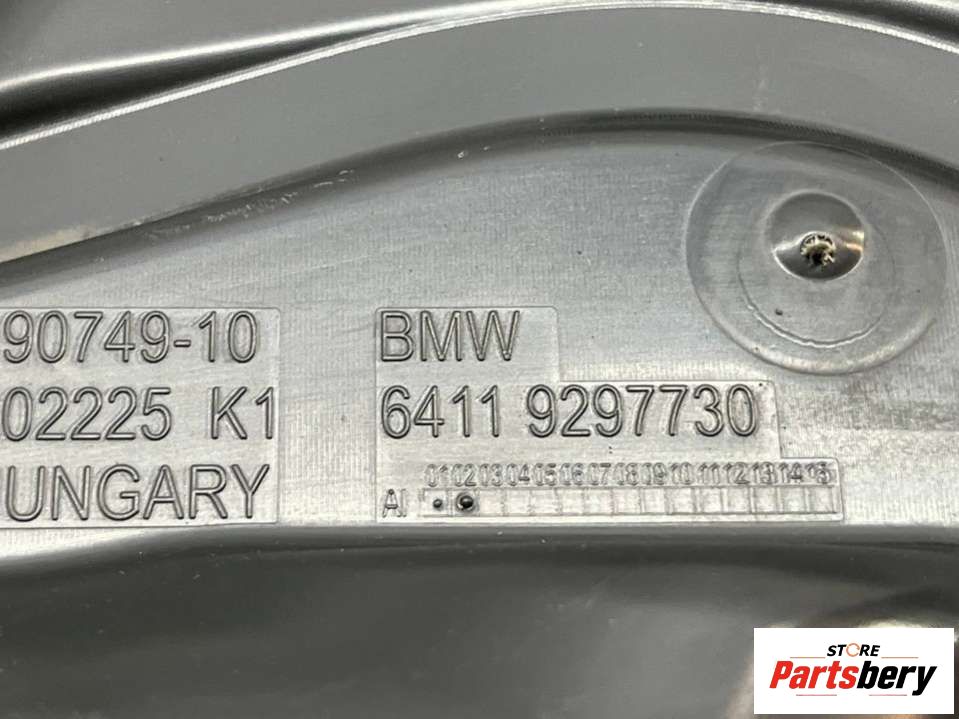 90749-10
02225 K1
UNGARY
BMW
6411 9297730
01 02 03 04 05 06 07 08 09 10 11 12 13 14 15
AI
STORE
Partsbery